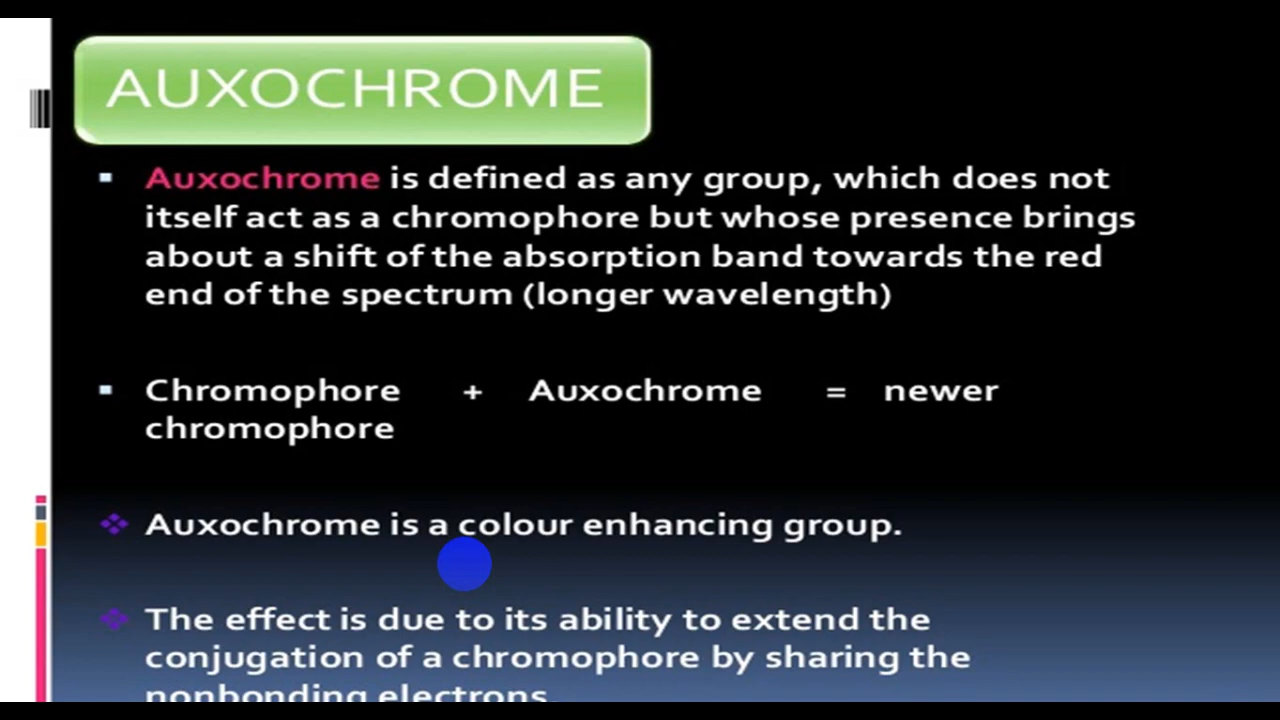 AUXOCHROME
Auxochrome is defined as any group, which does not
itself act as a chromophore but whose presence brings
about a shift of the absorption band towards the red
end of the spectrum (longer wavelength)
Chromophore + Auxochrome = newer
chromophore
Auxochrome is a colour enhancing group.
The effect is due to its ability to extend the
conjugation of a chromophore by sharing the
nonbonding electrons.